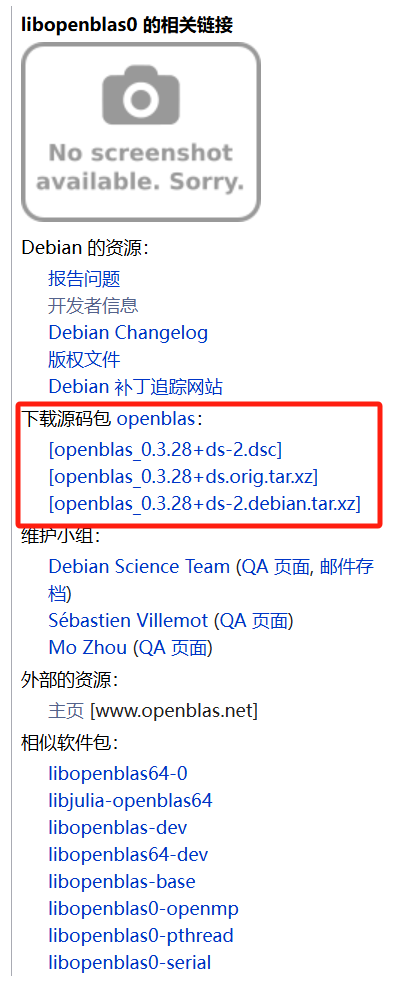 libopenblas0 的相关链接
No screenshot
available. Sorry.
Debian 的资源：
报告问题
开发者信息
Debian Changelog
版权文件
Debian 补丁追踪网站
下载源码包 openblas：
[openblas_0.3.28+ds-2.dsc]
[openblas_0.3.28+ds.orig.tar.xz]
[openblas_0.3.28+ds-2.debian.tar.xz]
维护小组：
Debian Science Team (QA 页面, 邮件存
档)
Sébastien Villemot (QA 页面)
Mo Zhou (QA 页面)
外部的资源：
主页 [www.openblas.net]
相似软件包：
libopenblas64-0
libjulia-openblas64
libopenblas-dev
libopenblas64-dev
libopenblas-base
libopenblas0-openmp
libopenblas0-pthread
libopenblas0-serial